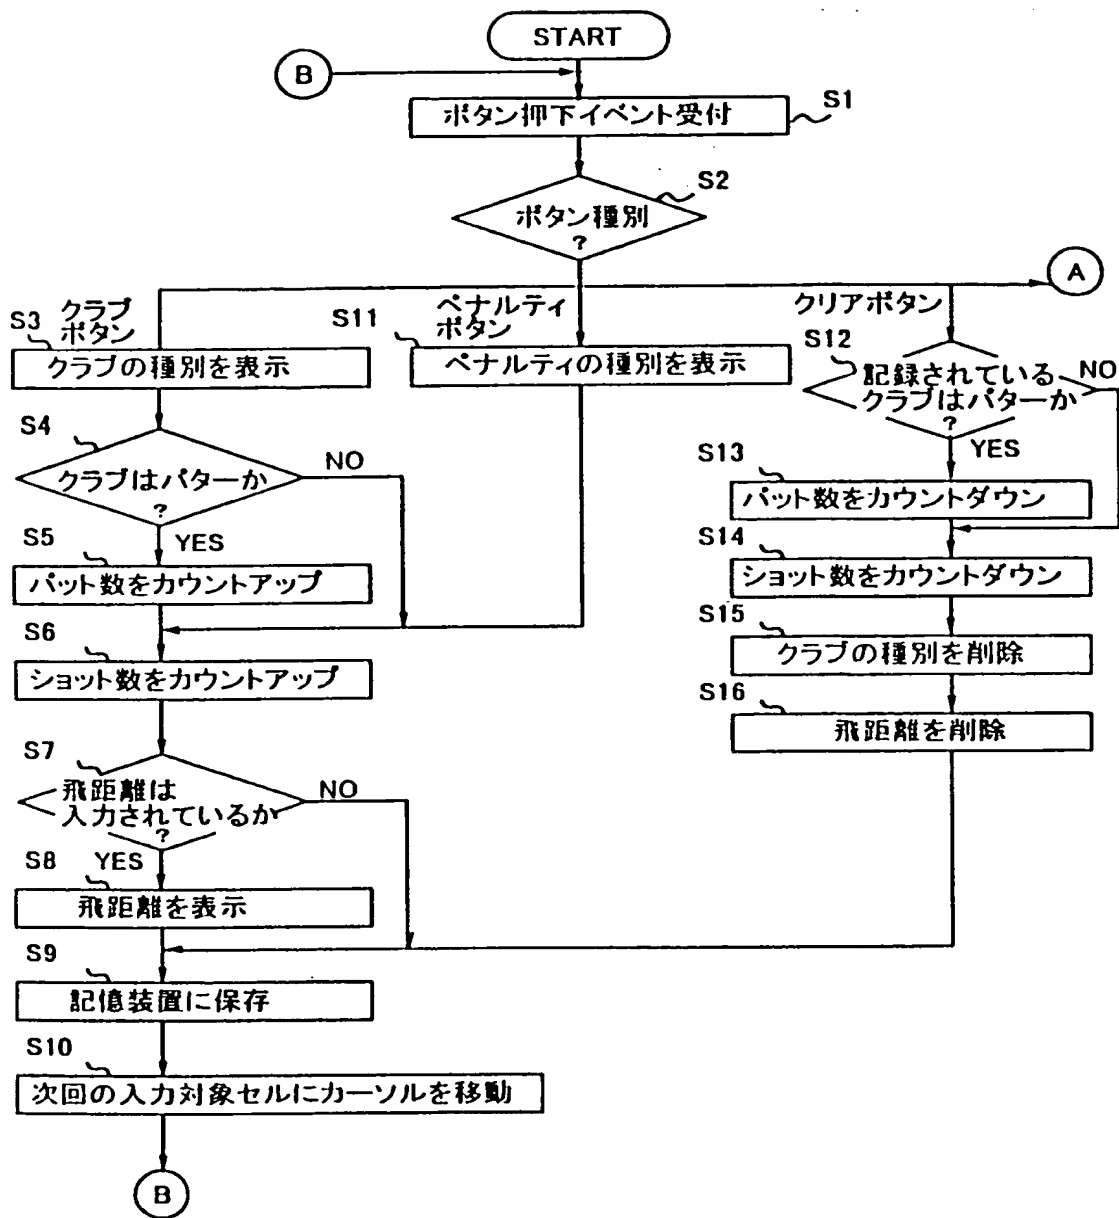 START
B
ボタン押下イベント受付
S1
S2
ボタン種別
?
A
S3
クラブ
ボタン
S11
ペナルティ
ボタン
クリアボタン
クラブの種別を表示
ペナルティの種別を表示
S12
記録されている
クラブはパターか
?
NO
YES
S4
クラブはパターか
?
NO
YES
S13
パット数をカウントダウン
S5
パット数をカウントアップ
S14
ショット数をカウントダウン
S6
ショット数をカウントアップ
S15
クラブの種別を削除
S16
飛距離を削除
S7
飛距離は
入力されているか
?
NO
S8
YES
飛距離を表示
S9
記憶装置に保存
S10
次回の入力対象セルにカーソルを移動
B